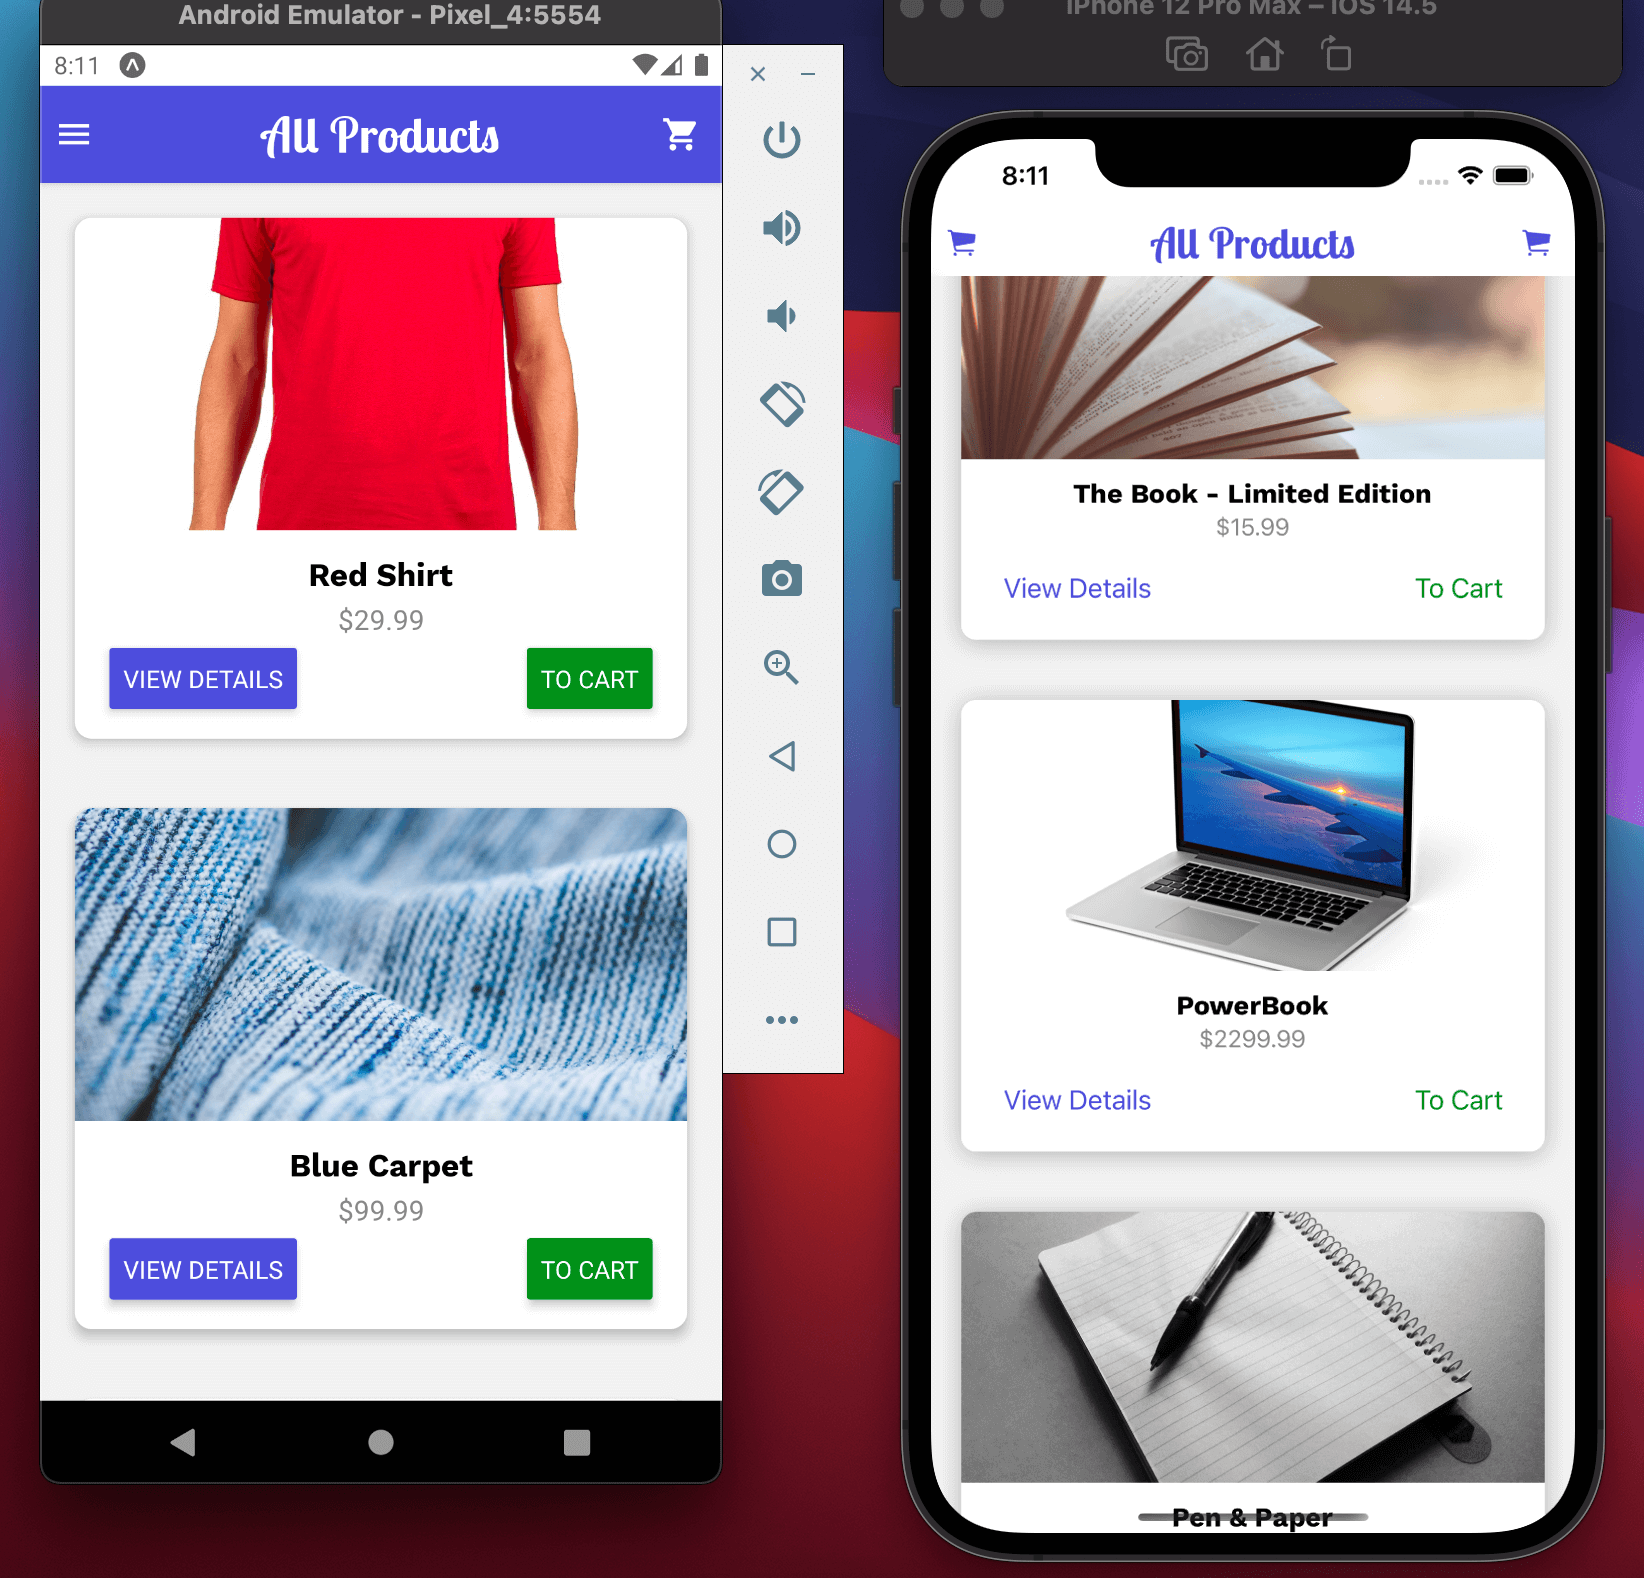 Android Emulator - Pixel_4:5554
8:11
All Products
Red Shirt
$29.99
VIEW DETAILS
TO CART
Blue Carpet
$99.99
VIEW DETAILS
TO CART
iPhone 12 Pro Max – iOS 14.5
8:11
All Products
The Book - Limited Edition
$15.99
View Details
To Cart
PowerBook
$2299.99
View Details
To Cart
Pen & Paper